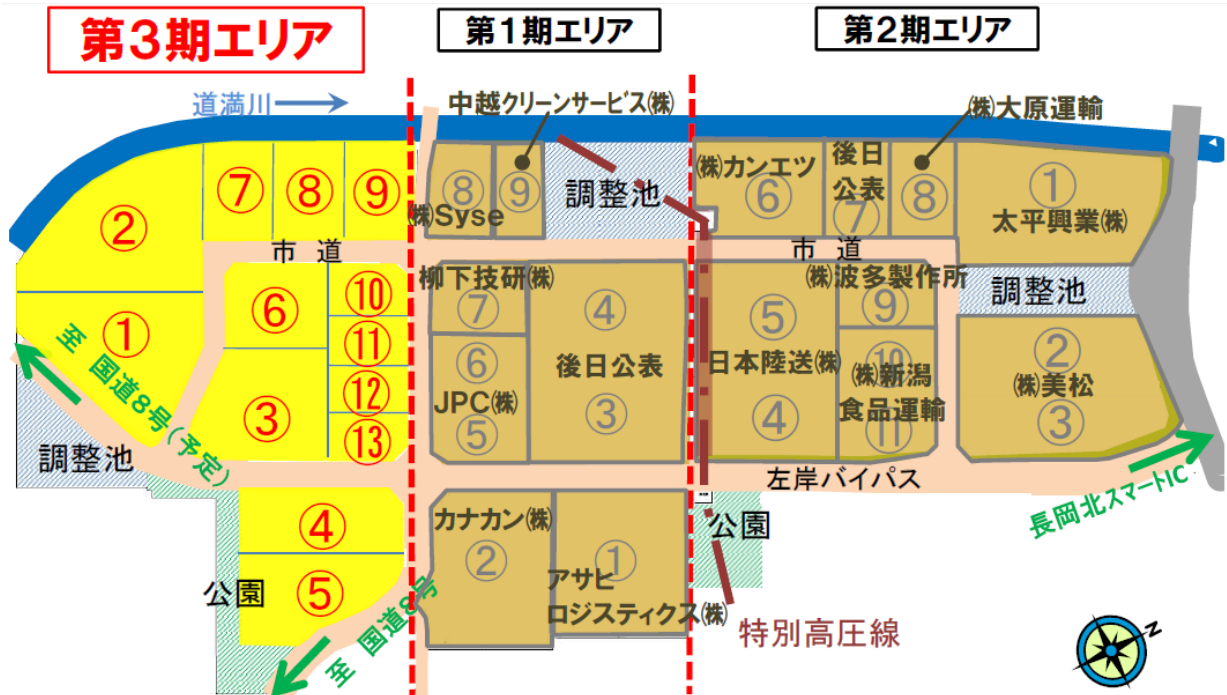 第3期エリア
第1期エリア
第2期エリア
道満川
中越クリーンサービス㈱
㈱大原運輸
②
⑦
⑧
⑨
⑧
㈱Syse
⑨
調整池
㈱カンエツ
⑥
後日
公表
⑦
⑧
①
太平興業㈱
市道
市道
①
⑥
⑩
⑪
③
⑫
⑬
柳下技研㈱
⑦
④
後日公表
③
⑥
JPC㈱
⑤
⑤
日本陸送㈱
④
㈱波多製作所
⑨
⑩
㈱新潟
食品運輸
⑪
調整池
②
㈱美松
③
至 国道8号(予定)
調整池
左岸バイパス
長岡北スマートIC
④
⑤
公園
至 国道8号
カナカン㈱
②
①
アサヒ
ロジスティクス㈱
公園
特別高圧線
N